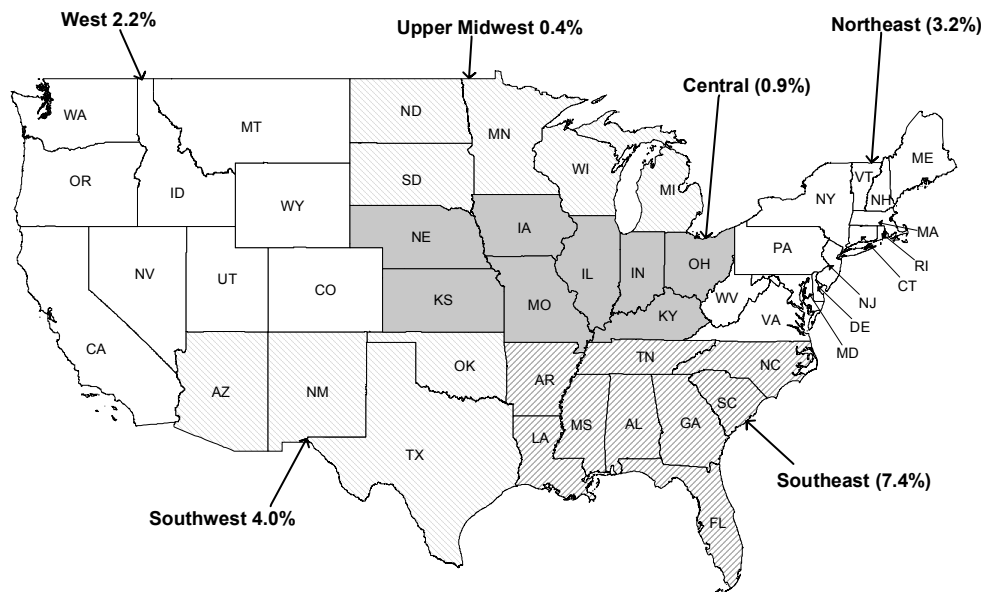 West 2.2%
Upper Midwest 0.4%
Northeast (3.2%)
Central (0.9%)
WA
MT
ND
MN
ME
OR
ID
SD
WI
MI
VT
NH
NY
WY
MA
IA
NE
PA
RI
NV
UT
CO
IL
IN
OH
CT
NJ
KS
MO
WV
VA
DE
KY
MD
CA
OK
TN
NC
AZ
NM
AR
SC
MS
AL
GA
LA
TX
Southeast (7.4%)
Southwest 4.0%
FL